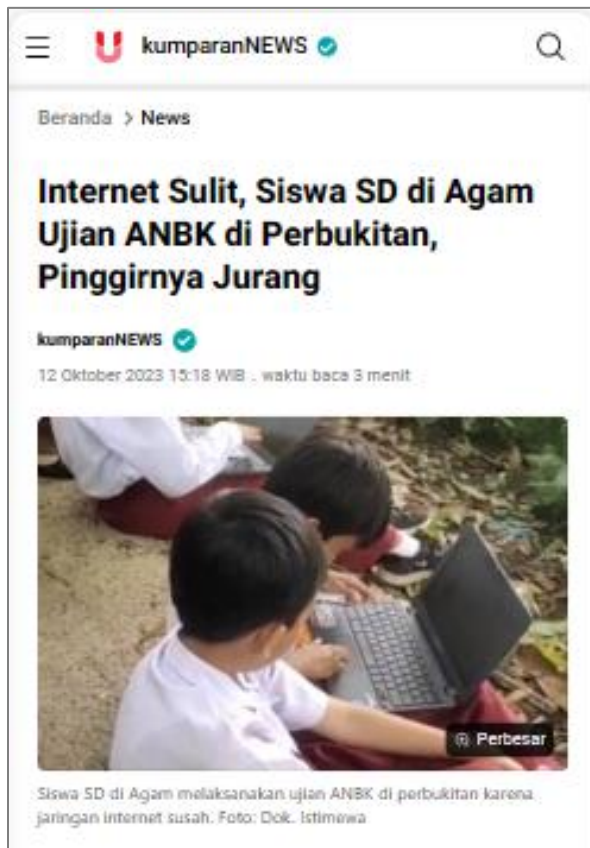 kumparanNEWS
Beranda > News
Internet Sulit, Siswa SD di Agam
Ujian ANBK di Perbukitan,
Pinggirnya Jurang
kumparanNEWS
12 Oktober 2023 15:18 WIB . waktu baca 3 menit
Perbesar
Siswa SD di Agam melaksanakan ujian ANBK di perbukitan karena
jaringan internet susah. Foto: Dok. Istimewa